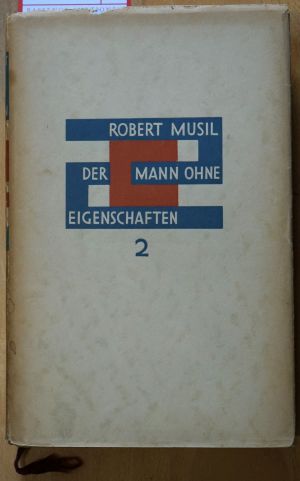 ROBERT MUSIL
DER MANN OHNE
EIGENSCHAFTEN
2